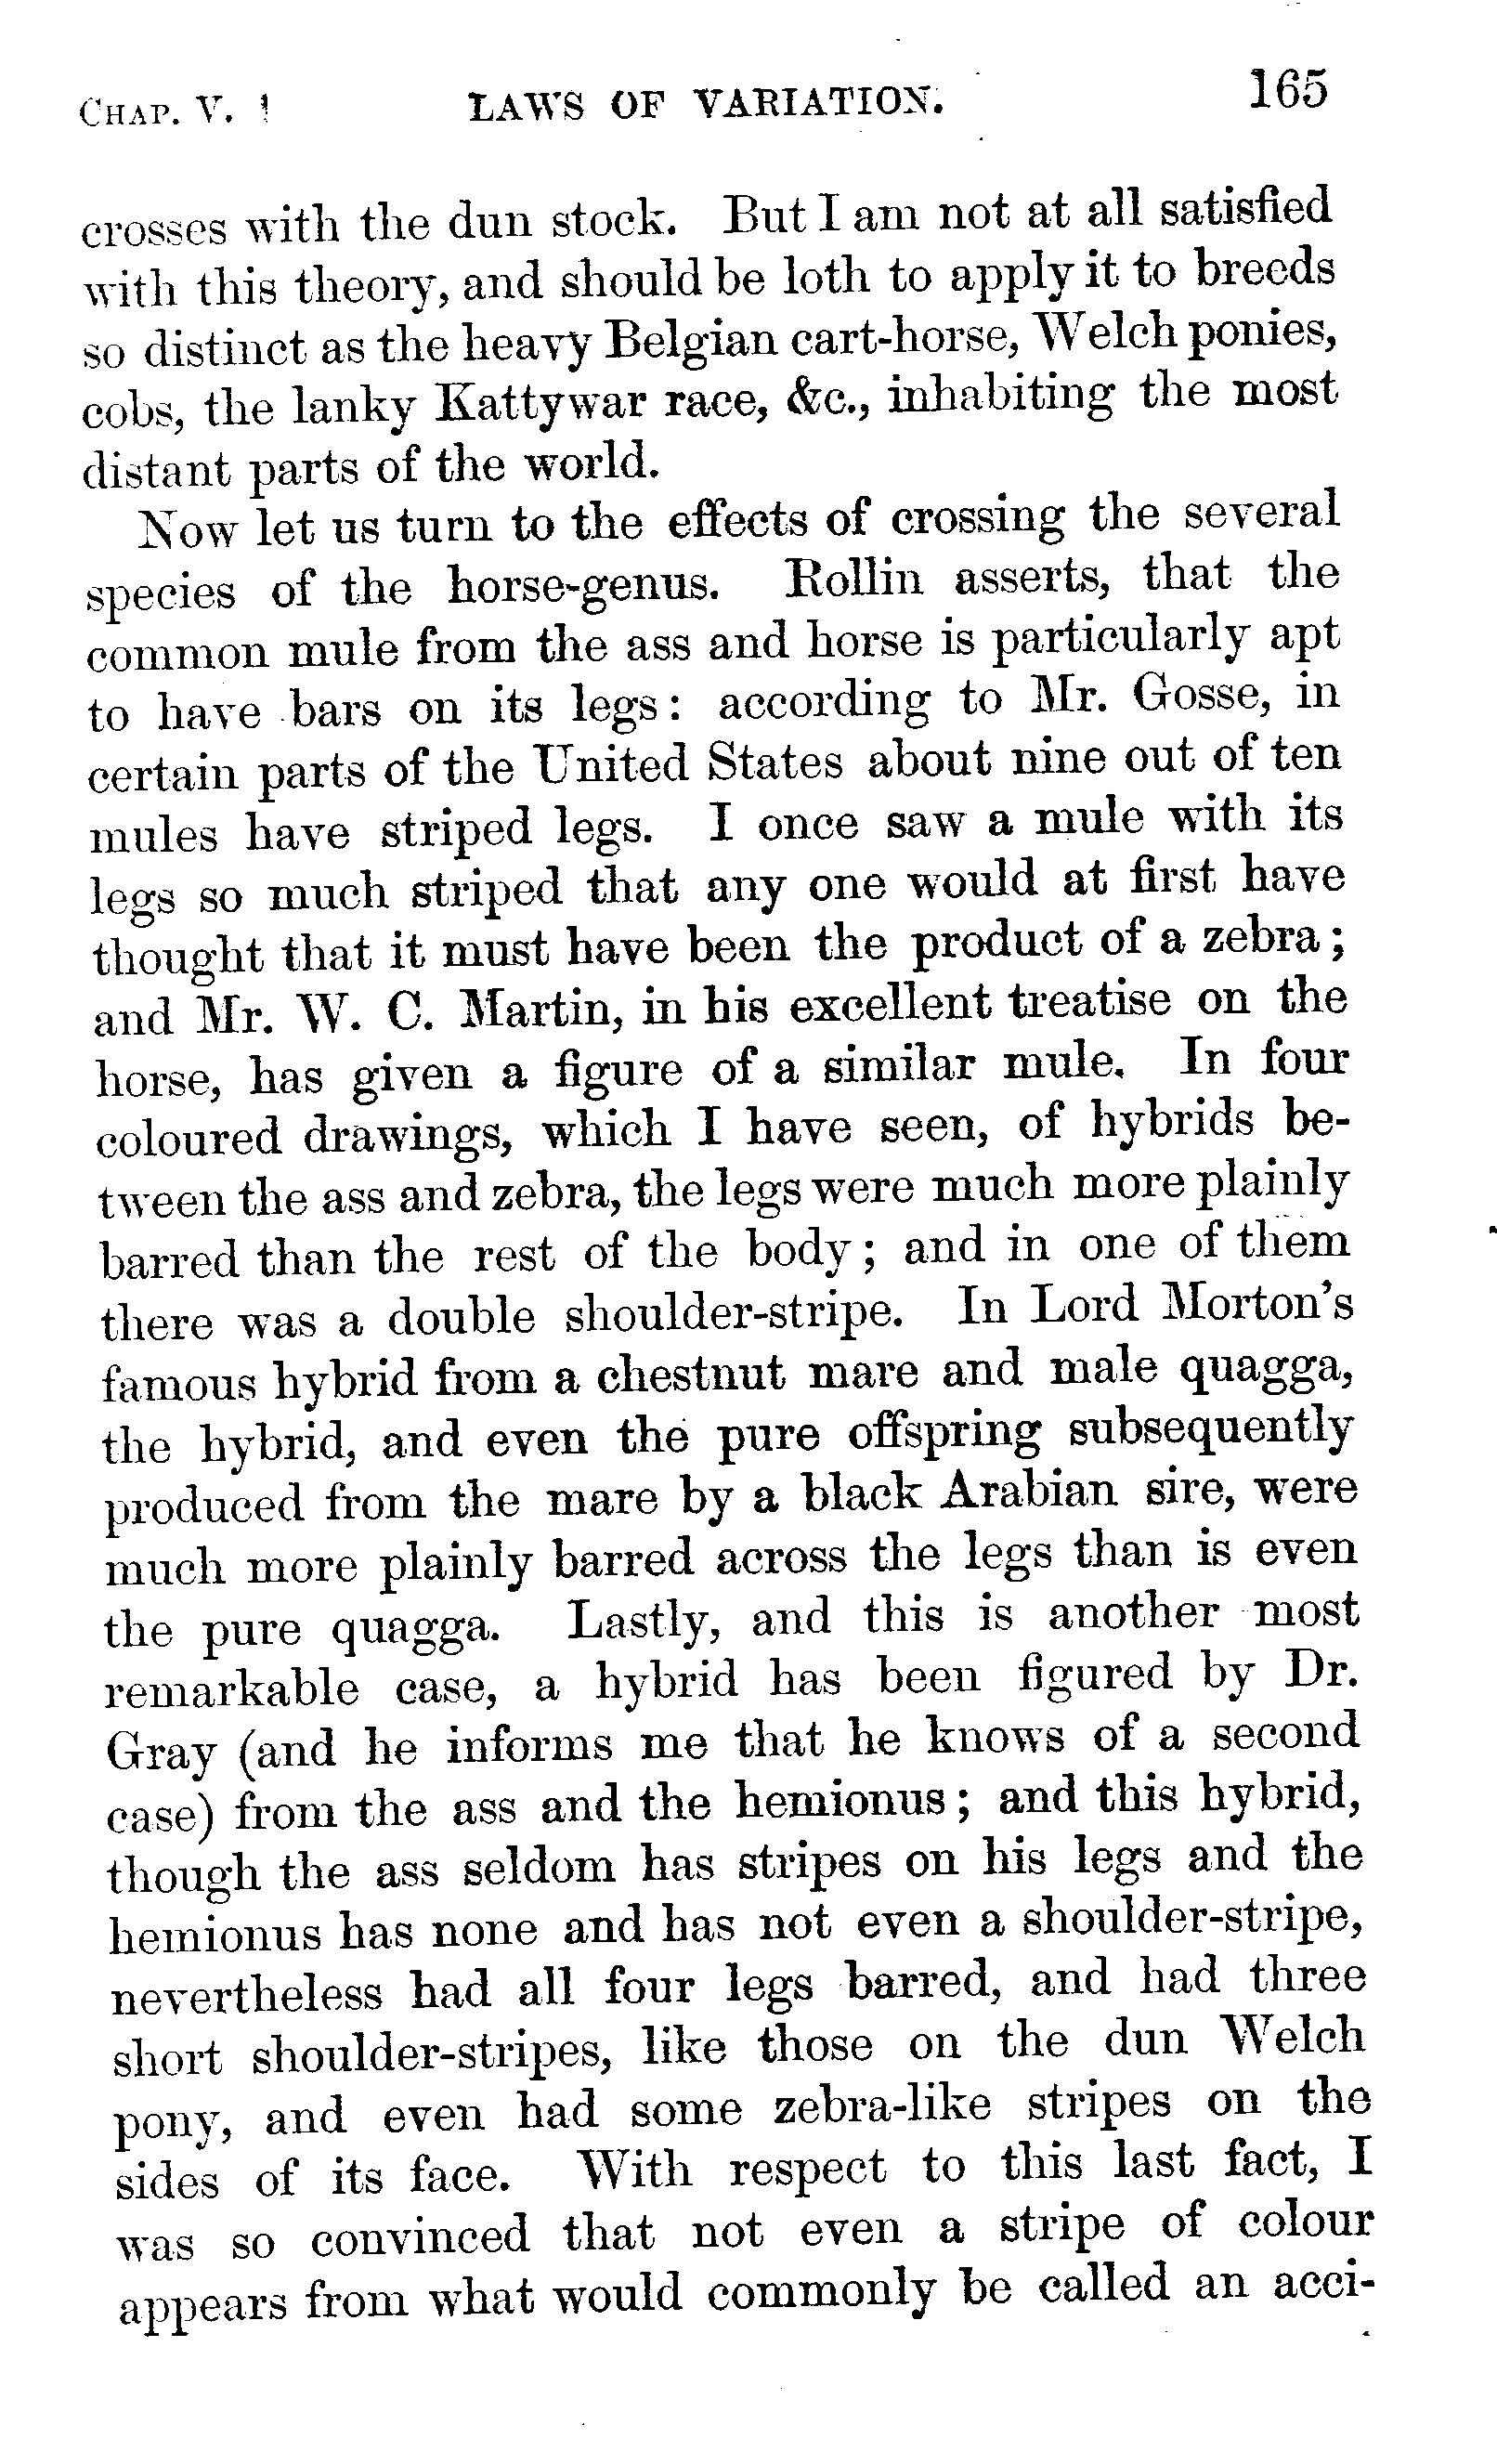 CHAP. V. LAWS OF VARIATION. 165
crosses with the dun stock. But I am not at all satisfied
with this theory, and should be loth to apply it to breeds
so distinct as the heavy Belgian cart-horse, Welch ponies,
cobs, the lanky Kattywar race, &c., inhabiting the most
distant parts of the world.
Now let us turn to the effects of crossing the several
species of the horse-genus. Rollin asserts, that the
common mule from the ass and horse is particularly apt
to have bars on its legs: according to Mr. Gosse, in
certain parts of the United States about nine out of ten
mules have striped legs. I once saw a mule with its
legs so much striped that any one would at first have
thought that it must have been the product of a zebra;
and Mr. W. C. Martin, in his excellent treatise on the
horse, has given a figure of a similar mule. In four
coloured drawings, which I have seen, of hybrids be-
tween the ass and zebra, the legs were much more plainly
barred than the rest of the body; and in one of them
there was a double shoulder-stripe. In Lord Morton's
famous hybrid from a chestnut mare and male quagga,
the hybrid, and even the pure offspring subsequently
produced from the mare by a black Arabian sire, were
much more plainly barred across the legs than is even
the pure quagga. Lastly, and this is another most
remarkable case, a hybrid has been figured by Dr.
Gray (and he informs me that he knows of a second
case) from the ass and the hemionus; and this hybrid,
though the ass seldom has stripes on his legs and the
hemionus has none and has not even a shoulder-stripe,
nevertheless had all four legs barred, and had three
short shoulder-stripes, like those on the dun Welch
pony, and even had some zebra-like stripes on the
sides of its face. With respect to this last fact, I
was so convinced that not even a stripe of colour
appears from what would commonly be called an acci-